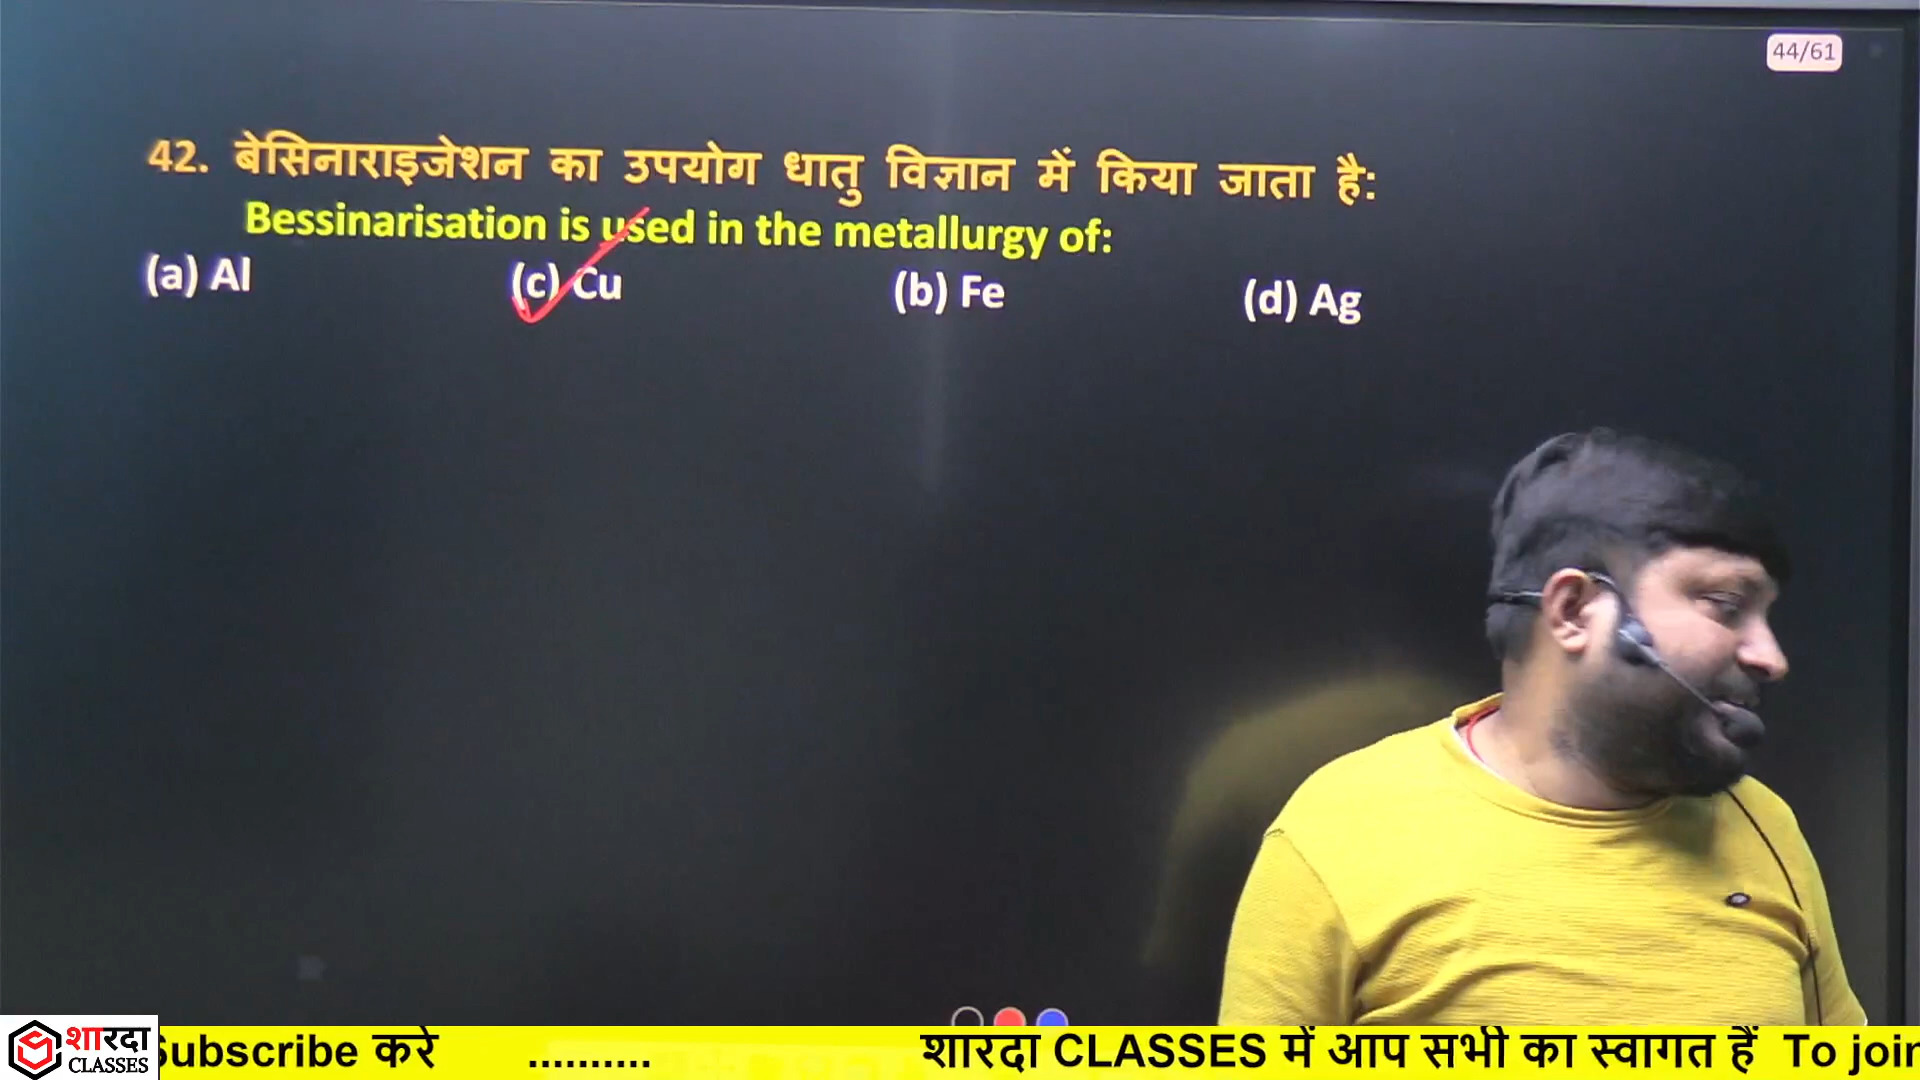 44/61
42. बेसिनाराइजेशन का उपयोग धातु विज्ञान में किया जाता है:
Bessinarisation is used in the metallurgy of:
(a) Al (c) Cu (b) Fe (d) Ag
शारदा CLASSES
Subscribe करे .......... शारदा CLASSES में आप सभी का स्वागत हैं To join